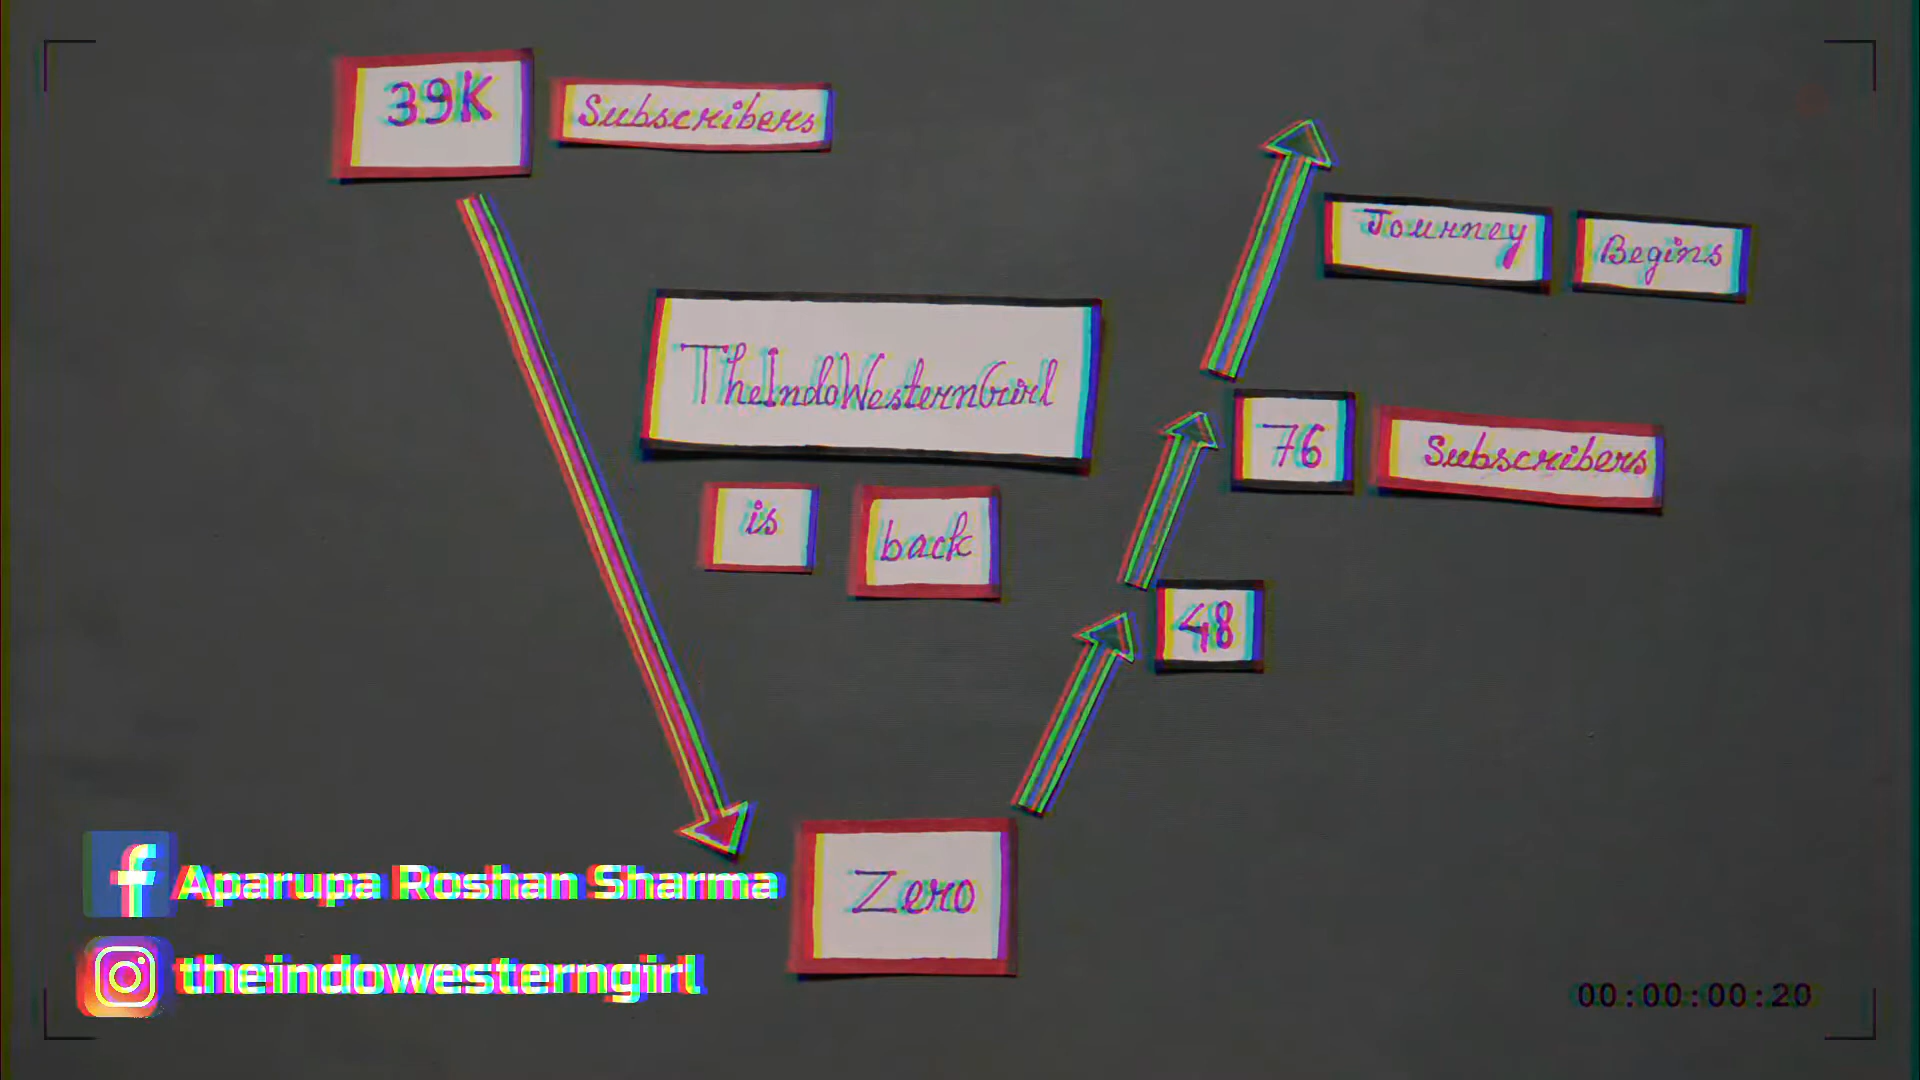 39K Subscribers
Journey Begins
TheIndoWesternGirl
is back
76 Subscribers
48
Zero
Aparupa Roshan Sharma
theindowesterngirl
00:00:00:20